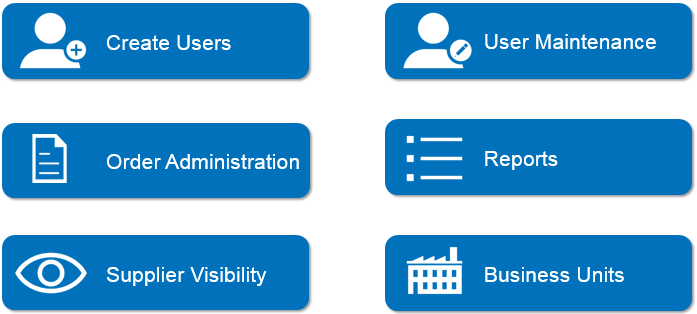 Create Users
User Maintenance
Order Administration
Reports
Supplier Visibility
Business Units